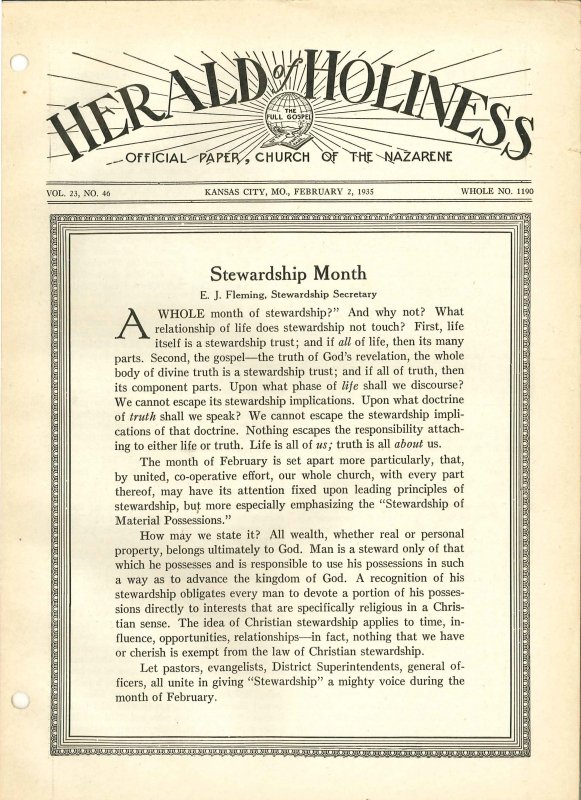 HERALD of HOLINESS
THE
FULL GOSPEL
OFFICIAL PAPER, CHURCH OF THE NAZARENE
VOL. 23, NO. 46 KANSAS CITY, MO., FEBRUARY 2, 1935 WHOLE NO. 1190
Stewardship Month
E. J. Fleming, Stewardship Secretary
A WHOLE month of stewardship?" And why not? What
relationship of life does stewardship not touch? First, life
itself is a stewardship trust; and if all of life, then its many
parts. Second, the gospel—the truth of God's revelation, the whole
body of divine truth is a stewardship trust; and if all of truth, then
its component parts. Upon what phase of life shall we discourse?
We cannot escape its stewardship implications. Upon what doctrine
of truth shall we speak? We cannot escape the stewardship impli-
cations of that doctrine. Nothing escapes the responsibility attach-
ing to either life or truth. Life is all of us; truth is all about us.
The month of February is set apart more particularly, that,
by united, co-operative effort, our whole church, with every part
thereof, may have its attention fixed upon leading principles of
stewardship, but more especially emphasizing the "Stewardship of
Material Possessions."
How may we state it? All wealth, whether real or personal
property, belongs ultimately to God. Man is a steward only of that
which he possesses and is responsible to use his possessions in such
a way as to advance the kingdom of God. A recognition of his
stewardship obligates every man to devote a portion of his posses-
sions directly to interests that are specifically religious in a Chris-
tian sense. The idea of Christian stewardship applies to time, in-
fluence, opportunities, relationships—in fact, nothing that we have
or cherish is exempt from the law of Christian stewardship.
Let pastors, evangelists, District Superintendents, general of-
ficers, all unite in giving "Stewardship" a mighty voice during the
month of February.